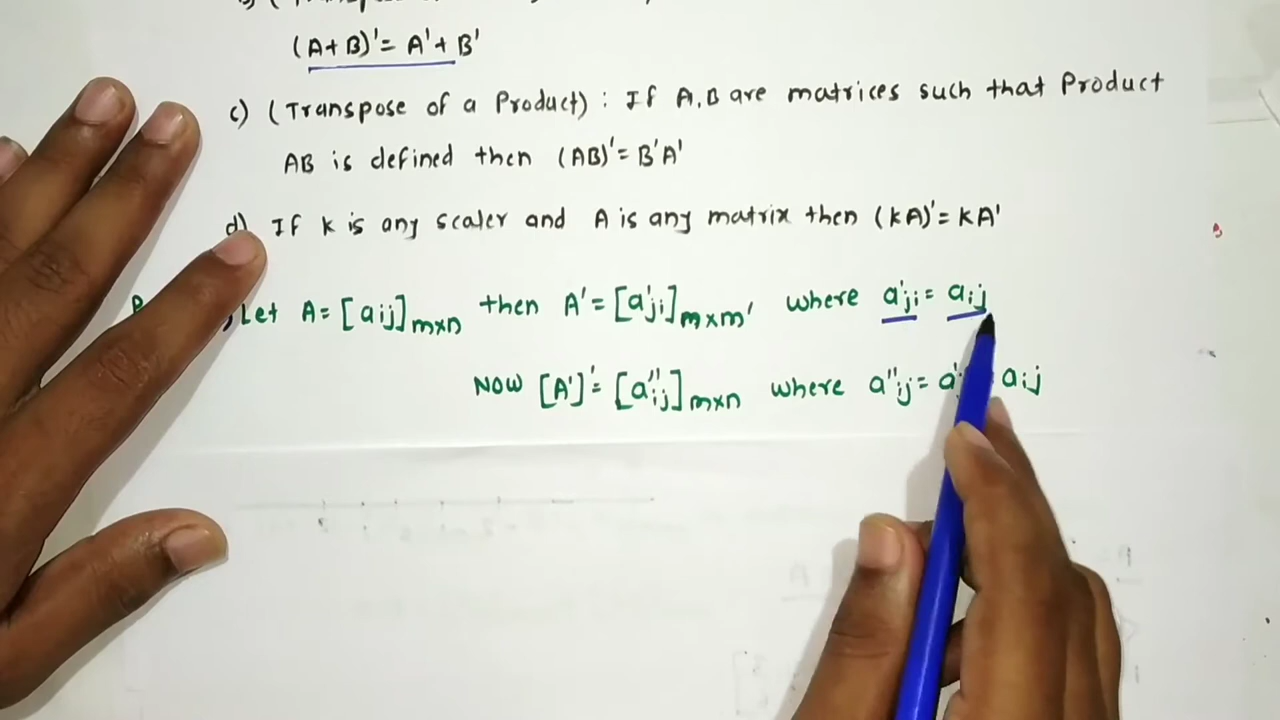 (A+B)' = A' + B'
c) (Transpose of a Product) : If A,B are matrices such that Product
AB is defined then (AB)' = B'A'
d) If k is any scaler and A is any matrix then (kA)' = kA'
Let A = [aij]m×n then A' = [a'ji]m×m' where a'ji = aij
Now [A']' = [a''ij]m×n where a''ij = aij